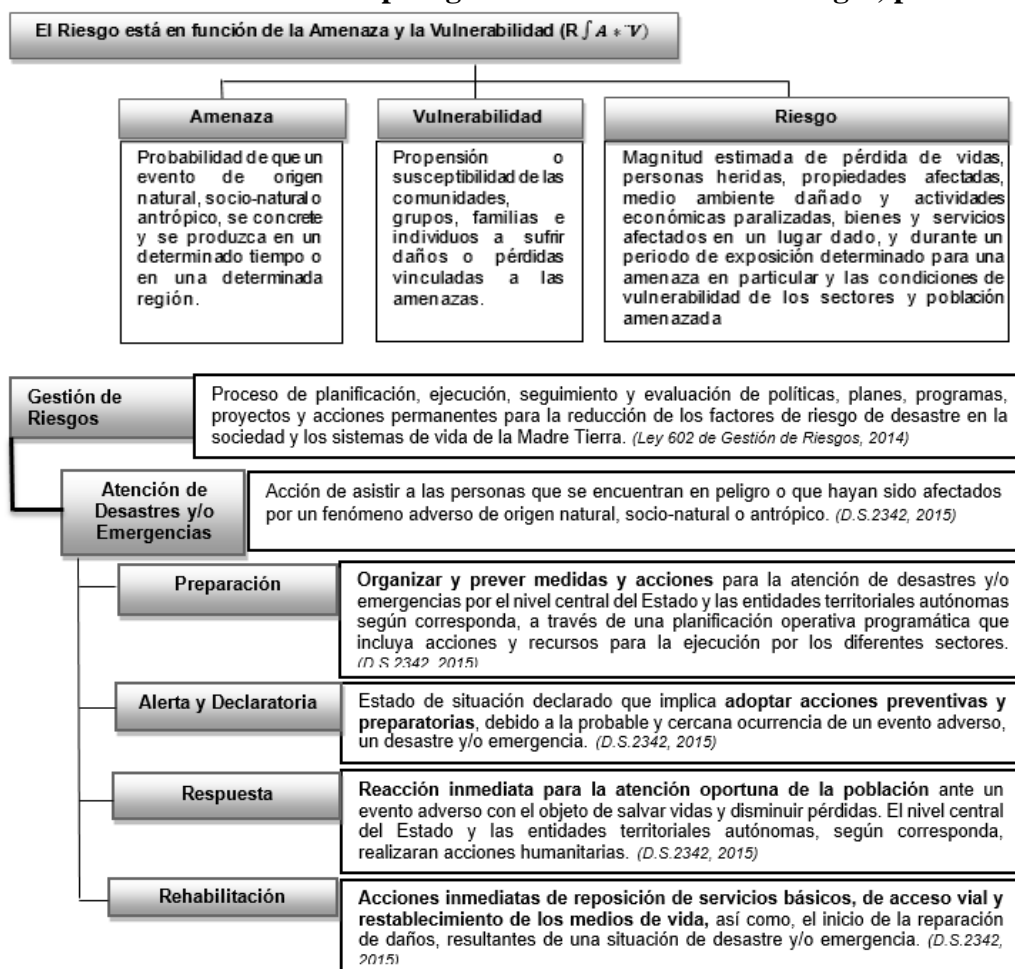 El Riesgo está en función de la Amenaza y la Vulnerabilidad (R ∫ A * V)
Amenaza
Probabilidad de que un
evento de origen
natural, socio-natural o
antrópico, se concrete
y se produzca en un
determinado tiempo o
en una determinada
región.
Vulnerabilidad
Propensión o
susceptibilidad de las
comunidades,
grupos, familias e
individuos a sufrir
daños o pérdidas
vinculadas a las
amenazas.
Riesgo
Magnitud estimada de pérdida de vidas,
personas heridas, propiedades afectadas,
medio ambiente dañado y actividades
económicas paralizadas, bienes y servicios
afectados en un lugar dado, y durante un
periodo de exposición determinado para una
amenaza en particular y las condiciones de
vulnerabilidad de los sectores y población
amenazada
Gestión de
Riesgos
Proceso de planificación, ejecución, seguimiento y evaluación de políticas, planes, programas,
proyectos y acciones permanentes para la reducción de los factores de riesgo de desastre en la
sociedad y los sistemas de vida de la Madre Tierra. (Ley 602 de Gestión de Riesgos, 2014)
Atención de
Desastres y/o
Emergencias
Acción de asistir a las personas que se encuentran en peligro o que hayan sido afectados
por un fenómeno adverso de origen natural, socio-natural o antrópico. (D.S.2342, 2015)
Preparación
Organizar y prever medidas y acciones para la atención de desastres y/o
emergencias por el nivel central del Estado y las entidades territoriales autónomas
según corresponda, a través de una planificación operativa programática que
incluya acciones y recursos para la ejecución por los diferentes sectores.
(D.S.2342, 2015)
Alerta y Declaratoria
Estado de situación declarado que implica adoptar acciones preventivas y
preparatorias, debido a la probable y cercana ocurrencia de un evento adverso,
un desastre y/o emergencia. (D.S.2342, 2015)
Respuesta
Reacción inmediata para la atención oportuna de la población ante un
evento adverso con el objeto de salvar vidas y disminuir pérdidas. El nivel central
del Estado y las entidades territoriales autónomas, según corresponda,
realizaran acciones humanitarias. (D.S.2342, 2015)
Rehabilitación
Acciones inmediatas de reposición de servicios básicos, de acceso vial y
restablecimiento de los medios de vida, así como, el inicio de la reparación
de daños, resultantes de una situación de desastre y/o emergencia. (D.S.2342,
2015)